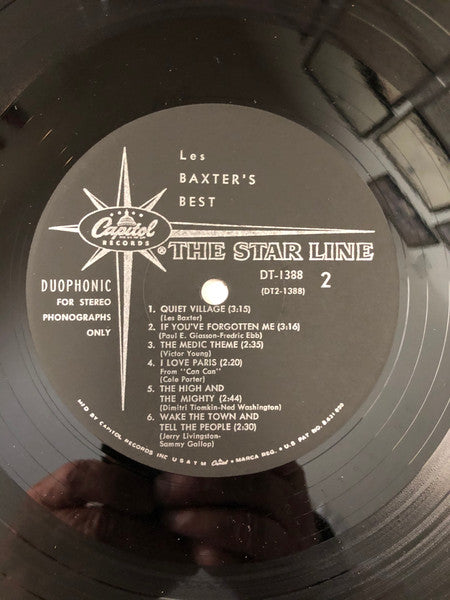 Les
BAXTER'S
BEST
Capitol
RECORDS
® THE STAR LINE
DUOPHONIC
FOR STEREO
PHONOGRAPHS
ONLY
DT-1388
(DT2-1388)
2
1. QUIET VILLAGE (3:15)
(Les Baxter)
2. IF YOU'VE FORGOTTEN ME (3:16)
(Paul E. Giasson-Fredric Ebb)
3. THE MEDIC THEME (2:35)
(Victor Young)
4. I LOVE PARIS (2:20)
From "Can Can"
(Cole Porter)
5. THE HIGH AND
THE MIGHTY (2:44)
(Dimitri Tiomkin-Ned Washington)
6. WAKE THE TOWN AND
TELL THE PEOPLE (2:30)
(Jerry Livingston-
Sammy Gallop)
MFD BY CAPITOL RECORDS INC U S A T M Capitol • MARCA REG. • U.S. PAT. NO. 2,631,859